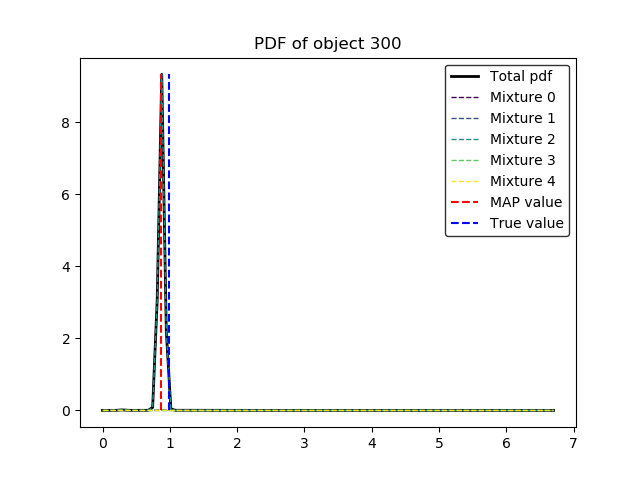 PDF of object 300
Total pdf
Mixture 0
Mixture 1
Mixture 2
Mixture 3
Mixture 4
MAP value
True value
8
6
4
2
0
0 1 2 3 4 5 6 7